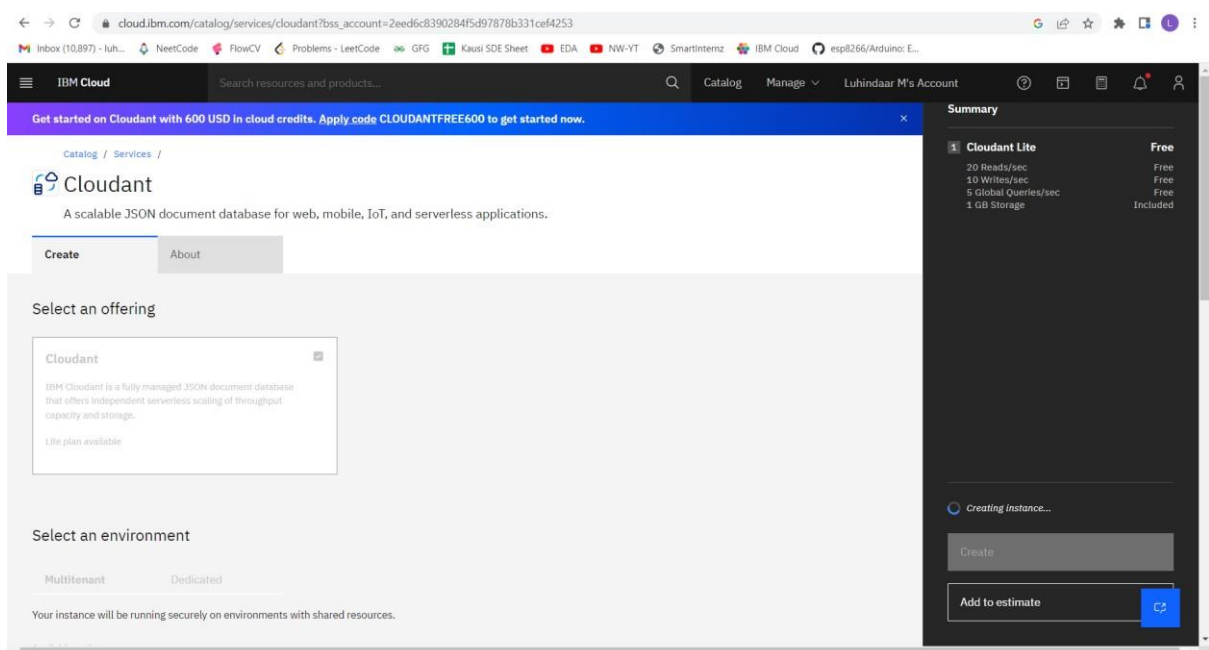 cloud.ibm.com/catalog/services/cloudant?bss_account=2eed6c8390284f5d97878b331cef4253
Inbox (10,897) - luh... NeetCode FlowCV Problems - LeetCode GFG Kausi SDE Sheet EDA NW-YT SmartInternz IBM Cloud esp8266/Arduino: E...
IBM Cloud Search resources and products... Catalog Manage Luhindaar M's Account
Get started on Cloudant with 600 USD in cloud credits. Apply code CLOUDANTFREE600 to get started now.
Catalog / Services /
Cloudant
A scalable JSON document database for web, mobile, IoT, and serverless applications.
Create About
Select an offering
Cloudant
IBM Cloudant is a fully managed JSON document database
that offers independent serverless scaling of throughput
capacity and storage.
Lite plan available
Select an environment
Multitenant Dedicated
Your instance will be running securely on environments with shared resources.
Summary
1 Cloudant Lite Free
20 Reads/sec Free
10 Writes/sec Free
5 Global Queries/sec Free
1 GB Storage Included
Creating instance...
Create
Add to estimate